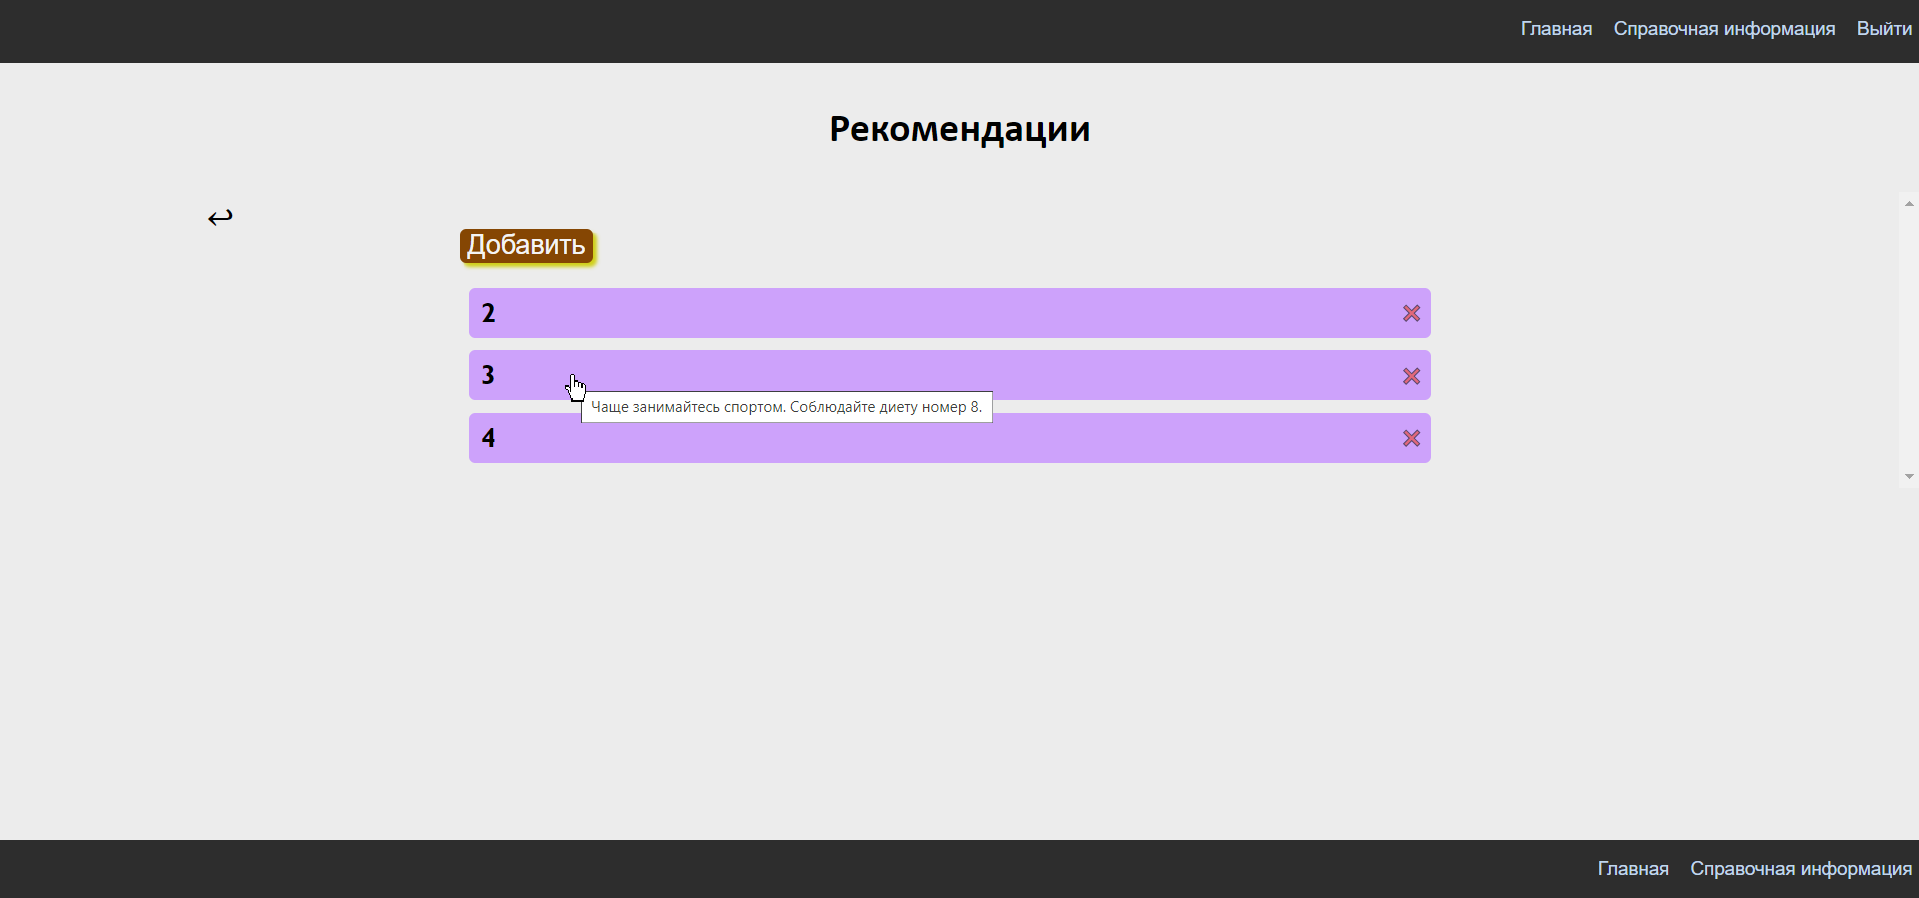 Главная Справочная информация Выйти
Рекомендации
Добавить
2
3
Чаще занимайтесь спортом. Соблюдайте диету номер 8.
4
Главная Справочная информация